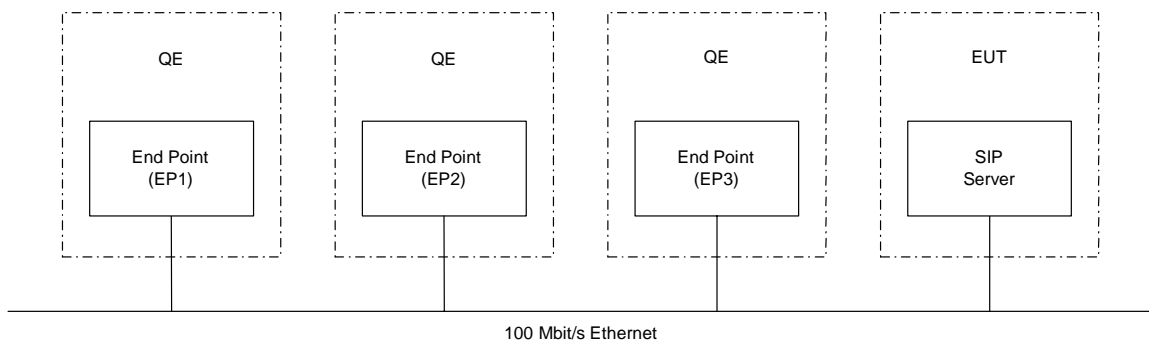 QE
QE
QE
EUT
End Point
(EP1)
End Point
(EP2)
End Point
(EP3)
SIP
Server
100 Mbit/s Ethernet